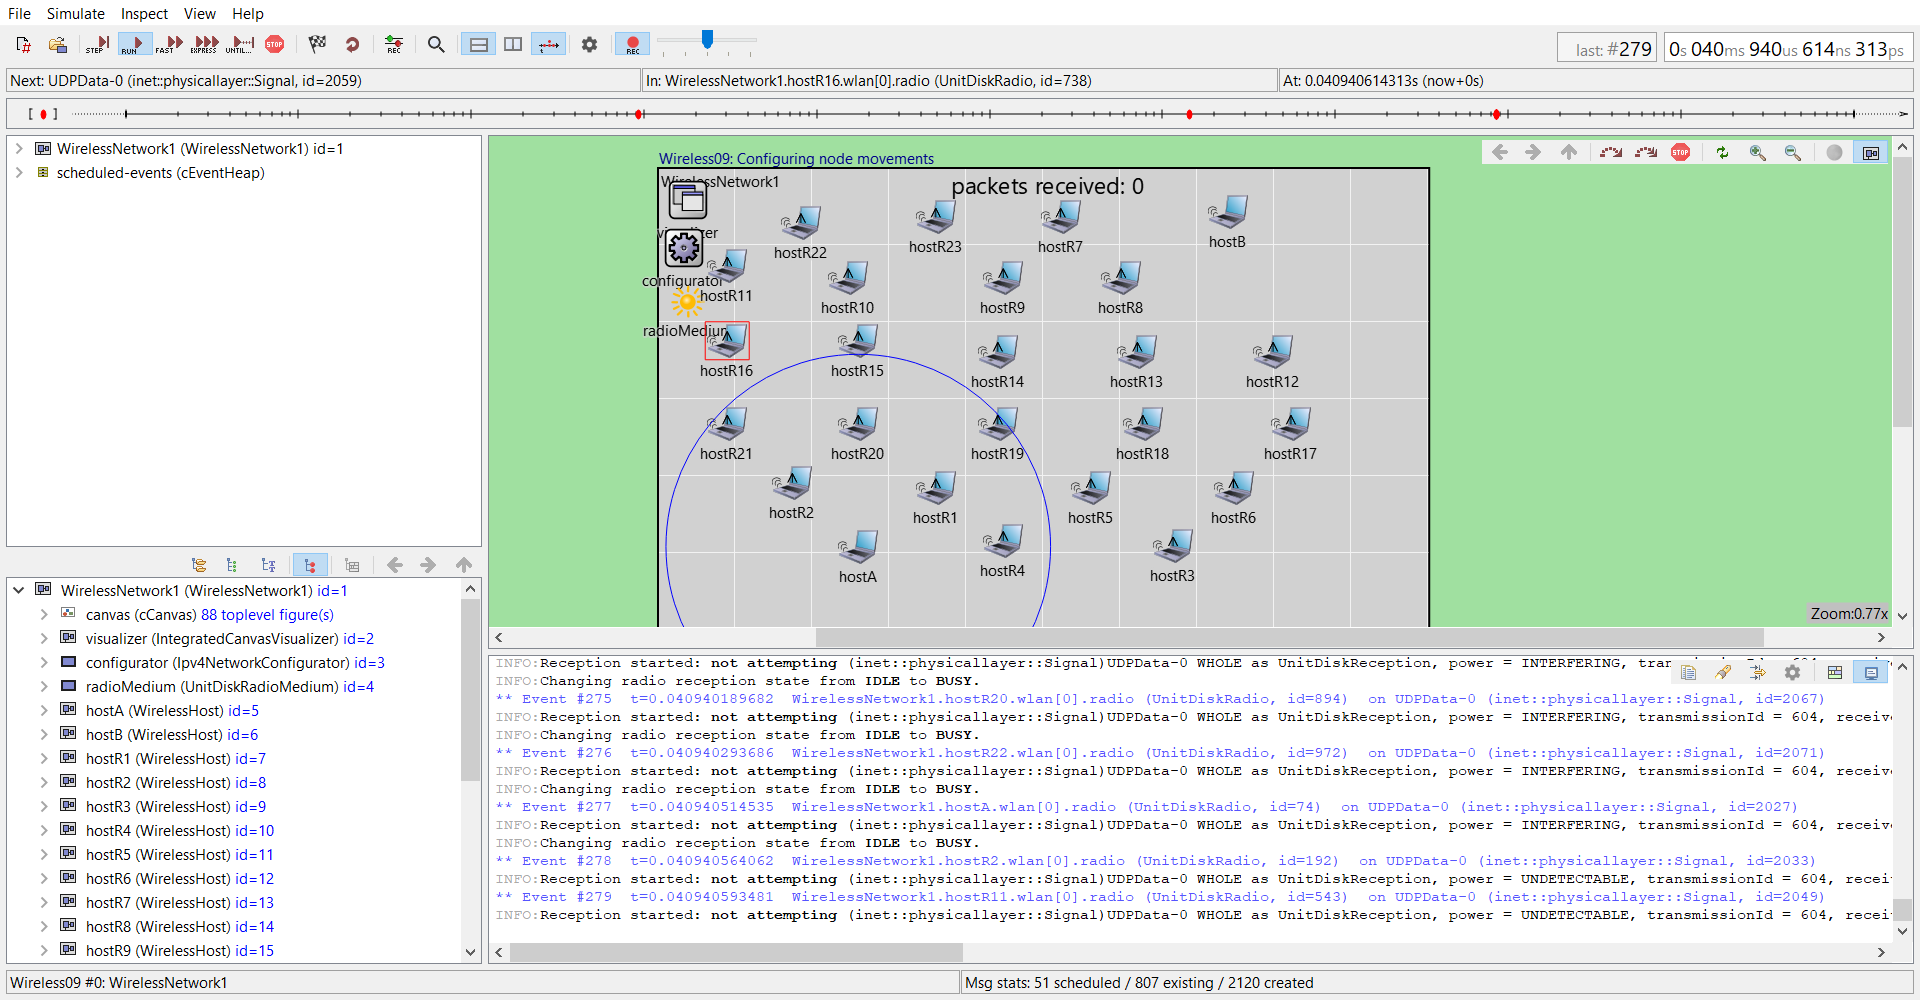 File Simulate Inspect View Help
STEP RUN FAST EXPRESS UNTIL... STOP REC REC last: #279 0s 040ms 940us 614ns 313ps
Next: UDPData-0 (inet::physicallayer::Signal, id=2059) In: WirelessNetwork1.hostR16.wlan[0].radio (UnitDiskRadio, id=738) At: 0.040940614313s (now+0s)
WirelessNetwork1 (WirelessNetwork1) id=1
scheduled-events (cEventHeap)
WirelessNetwork1 (WirelessNetwork1) id=1
canvas (cCanvas) 88 toplevel figure(s)
visualizer (IntegratedCanvasVisualizer) id=2
configurator (Ipv4NetworkConfigurator) id=3
radioMedium (UnitDiskRadioMedium) id=4
hostA (WirelessHost) id=5
hostB (WirelessHost) id=6
hostR1 (WirelessHost) id=7
hostR2 (WirelessHost) id=8
hostR3 (WirelessHost) id=9
hostR4 (WirelessHost) id=10
hostR5 (WirelessHost) id=11
hostR6 (WirelessHost) id=12
hostR7 (WirelessHost) id=13
hostR8 (WirelessHost) id=14
hostR9 (WirelessHost) id=15
Wireless09: Configuring node movements
STOP
WirelessNetwork1
packets received: 0
visualizer
hostR22 hostR23 hostR7 hostB
configurator
hostR11 hostR10 hostR9 hostR8
radioMedium
hostR16 hostR15 hostR14 hostR13 hostR12
hostR21 hostR20 hostR19 hostR18 hostR17
hostR2 hostR1 hostR5 hostR6
hostA hostR4 hostR3
Zoom:0.77x
INFO:Reception started: not attempting (inet::physicallayer::Signal)UDPData-0 WHOLE as UnitDiskReception, power = INTERFERING, transmissionId = 604, receiv
INFO:Changing radio reception state from IDLE to BUSY.
** Event #275 t=0.040940189682 WirelessNetwork1.hostR20.wlan[0].radio (UnitDiskRadio, id=894) on UDPData-0 (inet::physicallayer::Signal, id=2067)
INFO:Reception started: not attempting (inet::physicallayer::Signal)UDPData-0 WHOLE as UnitDiskReception, power = INTERFERING, transmissionId = 604, receiv
INFO:Changing radio reception state from IDLE to BUSY.
** Event #276 t=0.040940293686 WirelessNetwork1.hostR22.wlan[0].radio (UnitDiskRadio, id=972) on UDPData-0 (inet::physicallayer::Signal, id=2071)
INFO:Reception started: not attempting (inet::physicallayer::Signal)UDPData-0 WHOLE as UnitDiskReception, power = INTERFERING, transmissionId = 604, receiv
INFO:Changing radio reception state from IDLE to BUSY.
** Event #277 t=0.040940514535 WirelessNetwork1.hostA.wlan[0].radio (UnitDiskRadio, id=74) on UDPData-0 (inet::physicallayer::Signal, id=2027)
INFO:Reception started: not attempting (inet::physicallayer::Signal)UDPData-0 WHOLE as UnitDiskReception, power = INTERFERING, transmissionId = 604, receiv
INFO:Changing radio reception state from IDLE to BUSY.
** Event #278 t=0.040940564062 WirelessNetwork1.hostR2.wlan[0].radio (UnitDiskRadio, id=192) on UDPData-0 (inet::physicallayer::Signal, id=2033)
INFO:Reception started: not attempting (inet::physicallayer::Signal)UDPData-0 WHOLE as UnitDiskReception, power = UNDETECTABLE, transmissionId = 604, recei
** Event #279 t=0.040940593481 WirelessNetwork1.hostR11.wlan[0].radio (UnitDiskRadio, id=543) on UDPData-0 (inet::physicallayer::Signal, id=2049)
INFO:Reception started: not attempting (inet::physicallayer::Signal)UDPData-0 WHOLE as UnitDiskReception, power = UNDETECTABLE, transmissionId = 604, recei
Wireless09 #0: WirelessNetwork1 Msg stats: 51 scheduled / 807 existing / 2120 created